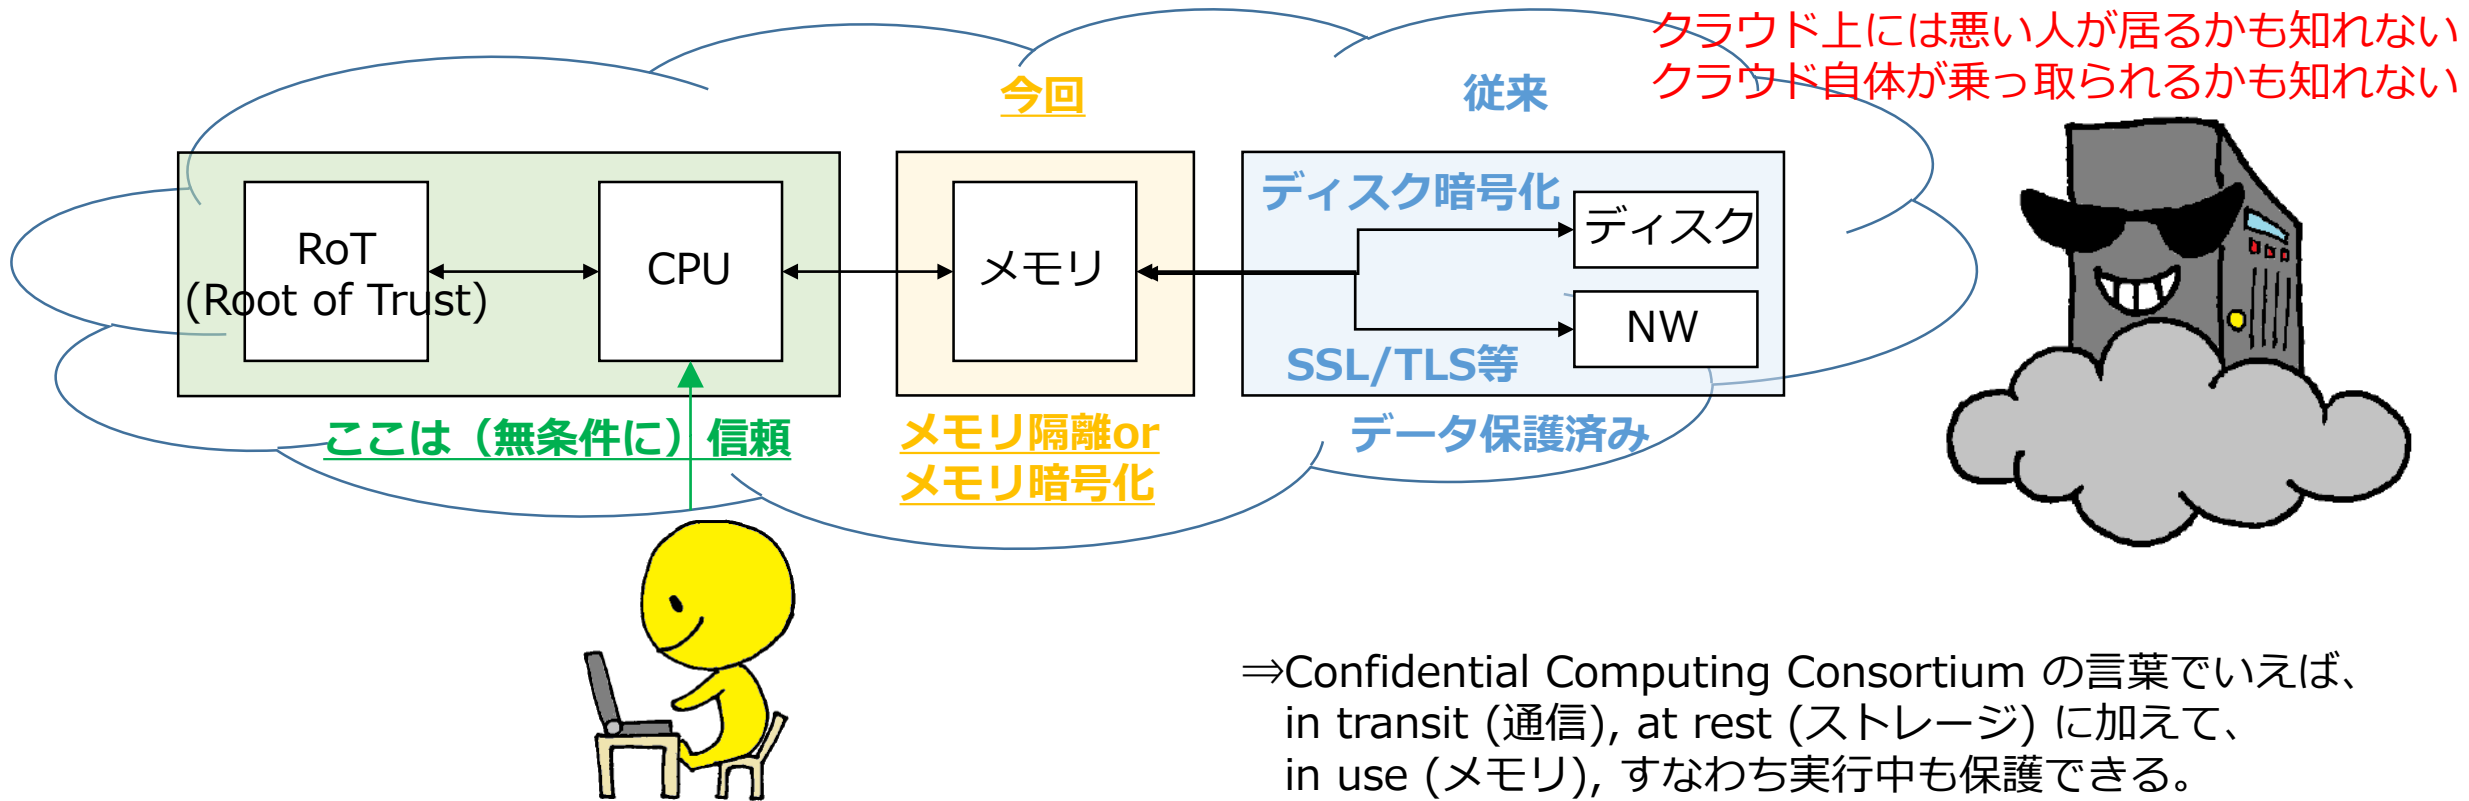 クラウド上には悪い人が居るかも知れない
クラウド自体が乗っ取られるかも知れない
今回
従来
RoT
(Root of Trust)
CPU
メモリ
ディスク暗号化
ディスク
NW
SSL/TLS等
ここは（無条件に）信頼
メモリ隔離or
メモリ暗号化
データ保護済み
⇒Confidential Computing Consortium の言葉でいえば、
in transit (通信), at rest (ストレージ) に加えて、
in use (メモリ), すなわち実行中も保護できる。